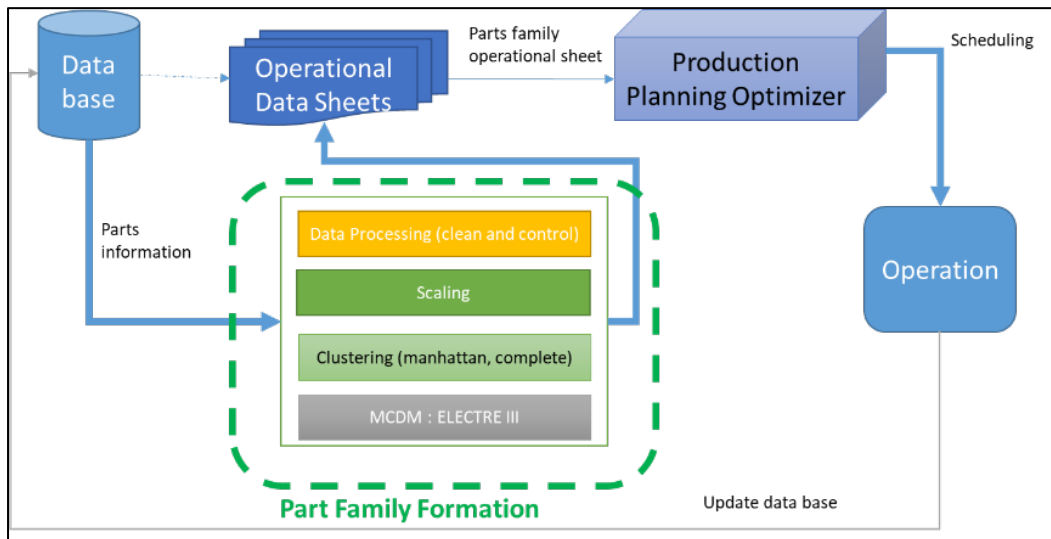 Data
base
Operational
Data Sheets
Parts family
operational sheet
Production
Planning Optimizer
Scheduling
Parts
information
Data Processing (clean and control)
Scaling
Clustering (manhattan, complete)
MCDM : ELECTRE III
Operation
Part Family Formation
Update data base